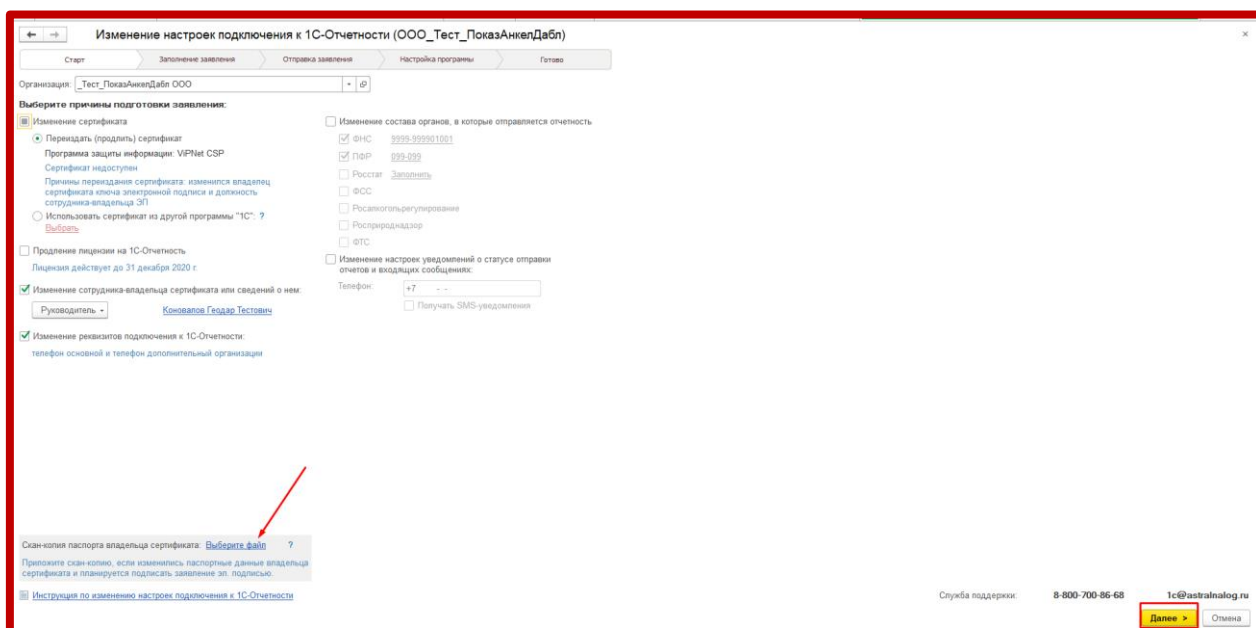 Изменение настроек подключения к 1С-Отчетности (ООО_Тест_ПоказАнкелДабл)
Старт
Заполнение заявления
Отправка заявления
Настройка программы
Готово
Организация: _Тест_ПоказАнкелДабл ООО
Выберите причины подготовки заявления:
Изменение сертификата
Переиздать (продлить) сертификат
Программа защиты информации: ViPNet CSP
Сертификат недоступен
Причины переиздания сертификата: изменился владелец
сертификата ключа электронной подписи и должность
сотрудника-владельца ЭП
Использовать сертификат из другой программы "1С": ?
Выбрать
Продление лицензии на 1С-Отчетность
Лицензия действует до 31 декабря 2020 г.
Изменение сотрудника-владельца сертификата или сведений о нем:
Руководитель
Коновалов Геодар Тестович
Изменение реквизитов подключения к 1С-Отчетности:
телефон основной и телефон дополнительный организации
Изменение состава органов, в которые отправляется отчетность
ФНС 9999-999901001
ПФР 099-099
Росстат Заполнить
ФСС
Росалкогольрегулирование
Росприроднадзор
ФТС
Изменение настроек уведомлений о статусе отправки
отчетов и входящих сообщениях:
Телефон: +7 - -
Получать SMS-уведомления
Скан-копия паспорта владельца сертификата: Выберите файл ?
Приложите скан-копию, если изменились паспортные данные владельца
сертификата и планируется подписать заявление эл. подписью.
Инструкция по изменению настроек подключения к 1С-Отчетности
Служба поддержки: 8-800-700-86-68 1c@astralnalog.ru
Далее >
Отмена